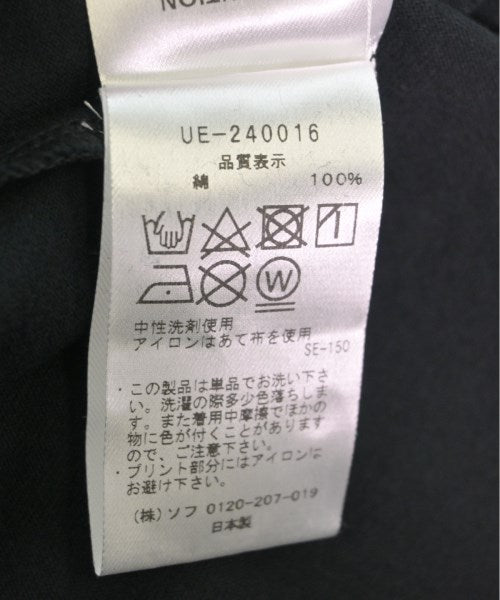 UE-240016
品質表示
綿 100%
W
中性洗剤使用
アイロンはあて布を使用
SE-150
・この製品は単品でお洗い下さ
い。洗濯の際多少色落ちしま
す。また着用中摩擦でほかの
物に色が付くことがあります
ので、ご注意下さい。
・プリント部分にはアイロンは
お避け下さい。
(株)ソフ 0120-207-019
日本製